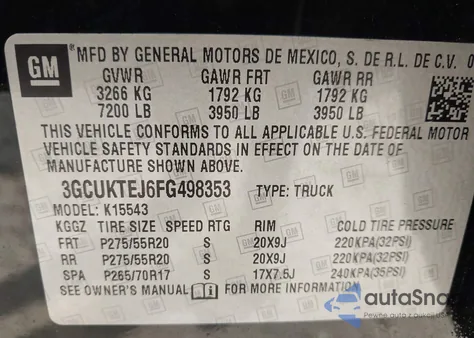 GM
MFD BY GENERAL MOTORS DE MEXICO, S. DE R.L. DE C.V. 0
GVWR GAWR FRT GAWR RR
3266 KG 1792 KG 1792 KG
7200 LB 3950 LB 3950 LB
THIS VEHICLE CONFORMS TO ALL APPLICABLE U.S. FEDERAL MOTOR
VEHICLE SAFETY STANDARDS IN EFFECT ON THE DATE OF
MANUFACTURE SHOWN ABOVE.
3GCUKTEJ6FG498353 TYPE: TRUCK
MODEL: K15543
KGGZ TIRE SIZE SPEED RTG RIM COLD TIRE PRESSURE
FRT P275/55R20 S 20X9J 220KPA(32PSI)
RR P275/55R20 S 20X9J 220KPA(32PSI)
SPA P265/70R17 S 17X7.5J 240KPA(35PSI)
SEE OWNER'S MANUAL FOR MORE INFORMATION
autoSnap